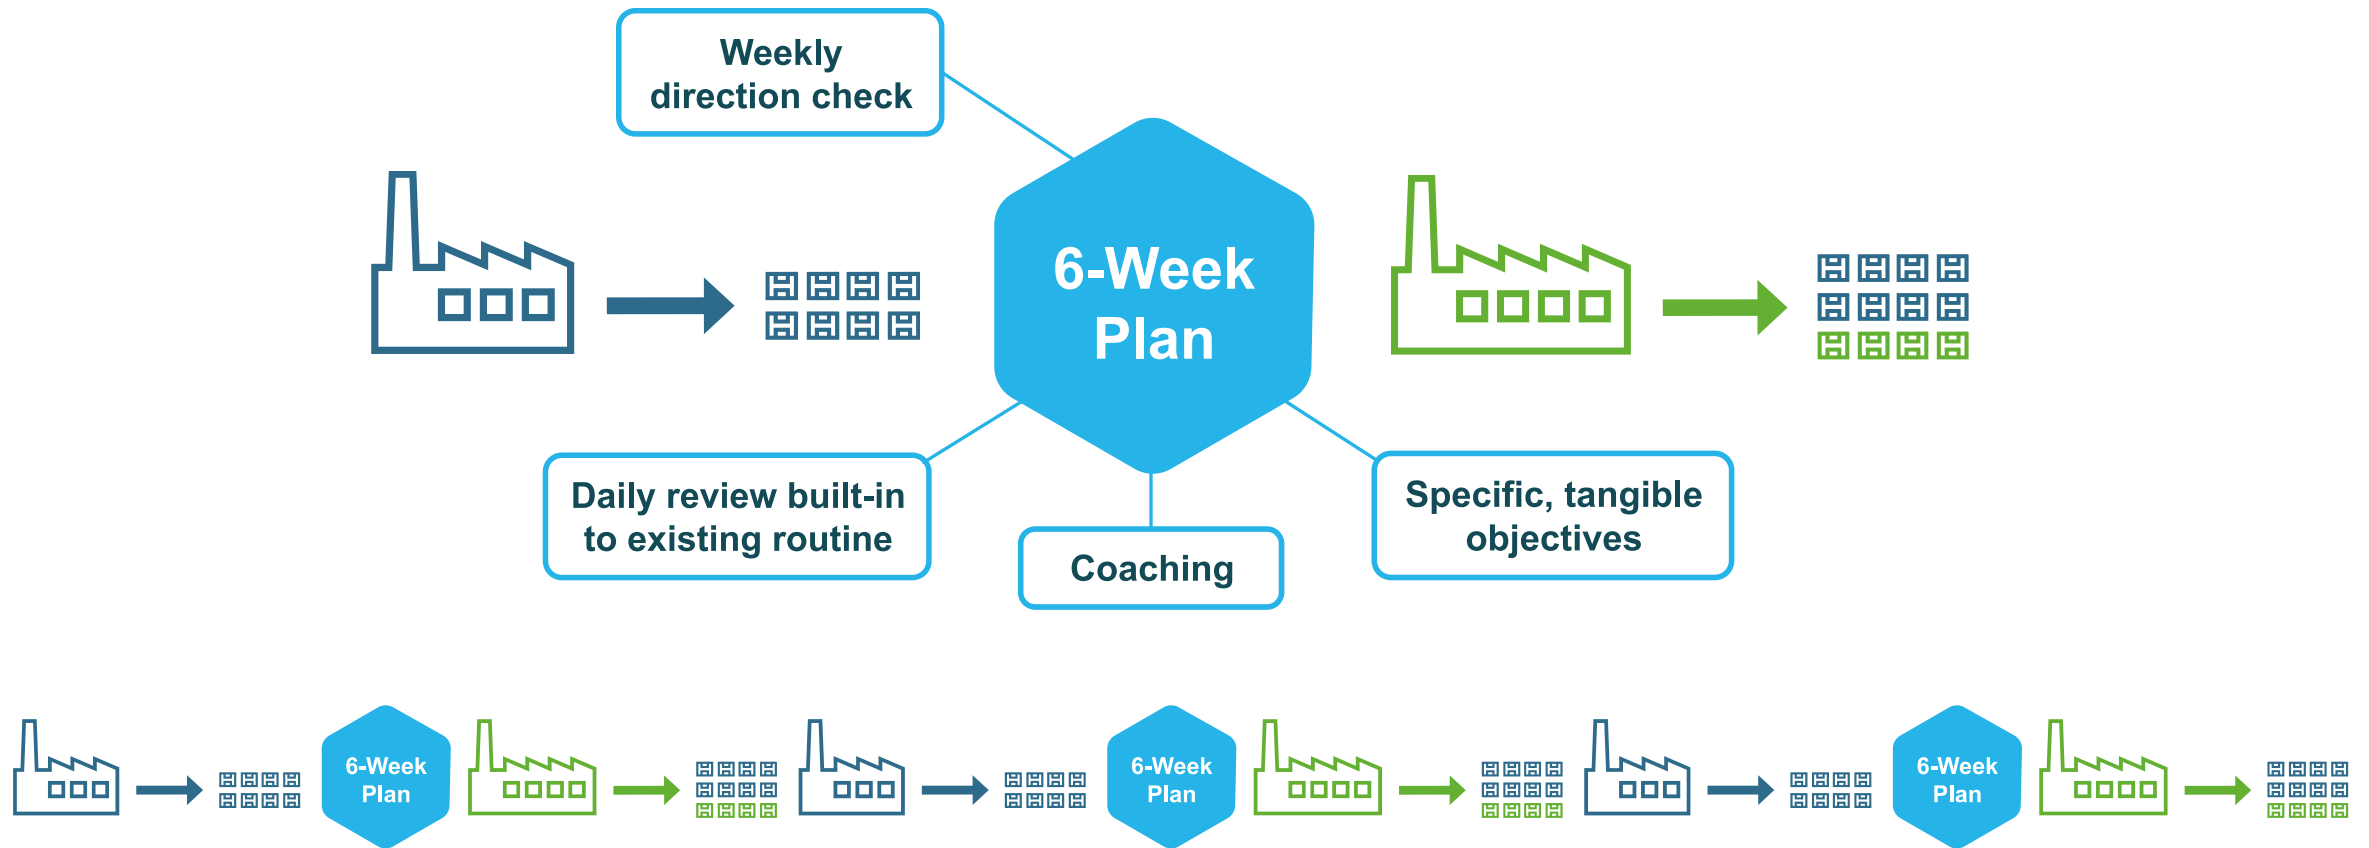 Weekly
direction check
6-Week
Plan
Daily review built-in
to existing routine
Coaching
Specific, tangible
objectives
6-Week
Plan
6-Week
Plan
6-Week
Plan